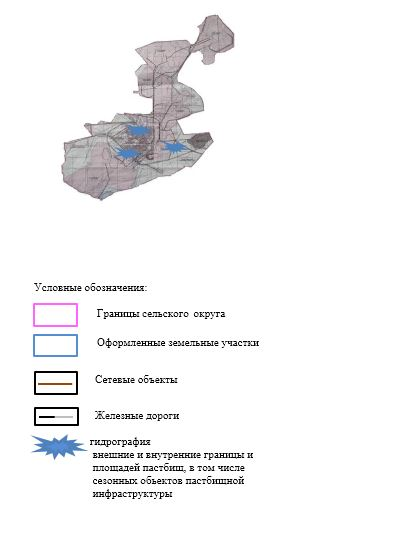 Условные обозначения:
Границы сельского округа
Оформленные земельные участки
Сетевые объекты
Железные дороги
гидрография
внешние и внутренние границы и
площадей пастбищ, в том числе
сезонных объектов пастбищной
инфраструктуры